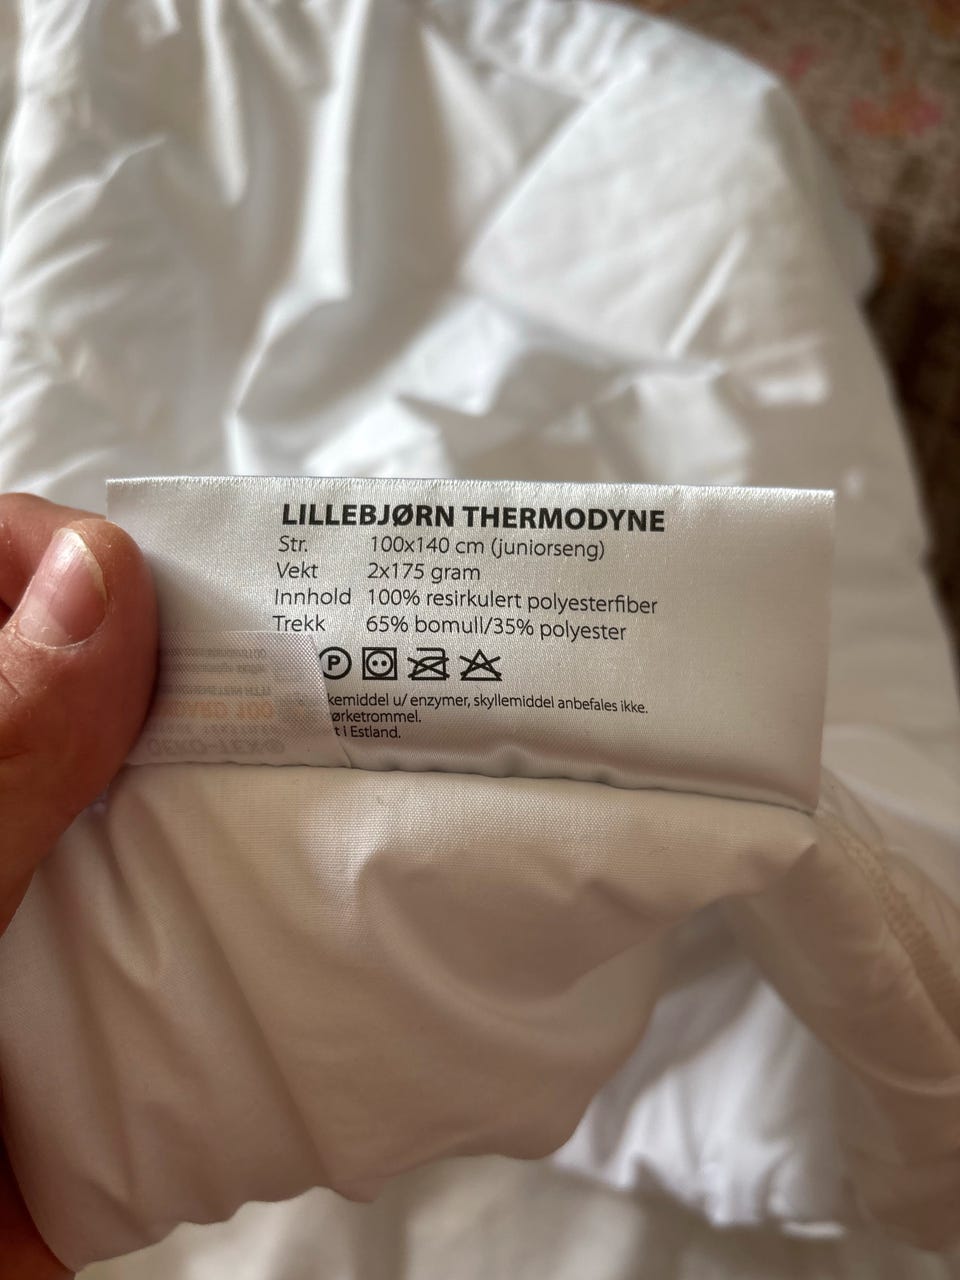 LILLEBJØRN THERMODYNE
Str. 100x140 cm (juniorseng)
Vekt 2x175 gram
Innhold 100% resirkulert polyesterfiber
Trekk 65% bomull/35% polyester
P
kemiddel u/ enzymer, skyllemiddel anbefales ikke.
ørketrommel.
t i Estland.